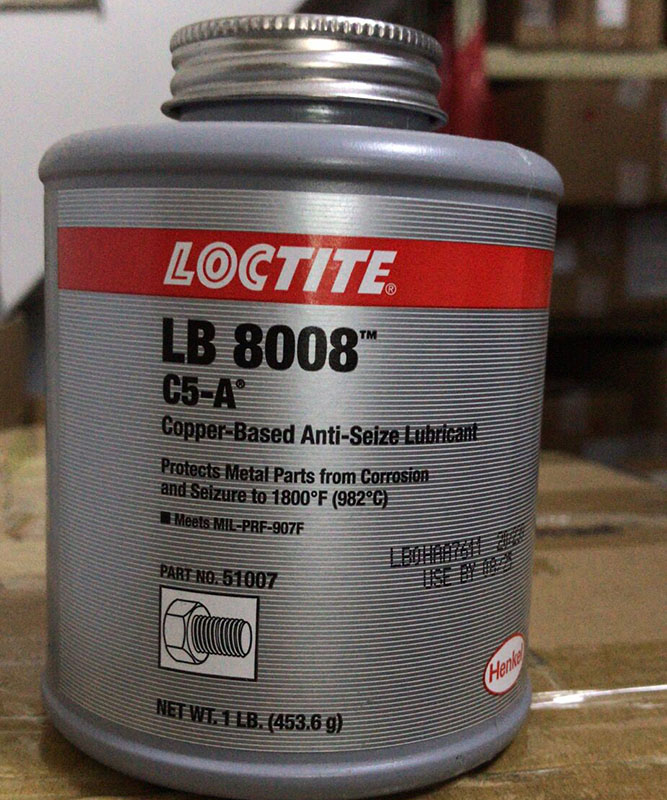 LOCTITE®
LB 8008™
C5-A®
Copper-Based Anti-Seize Lubricant
Protects Metal Parts from Corrosion
and Seizure to 1800°F (982°C)
■ Meets MIL-PRF-907F
LB0HAA7611
USE BY
PART NO. 51007
Henkel
NET WT. 1 LB. (453.6 g)